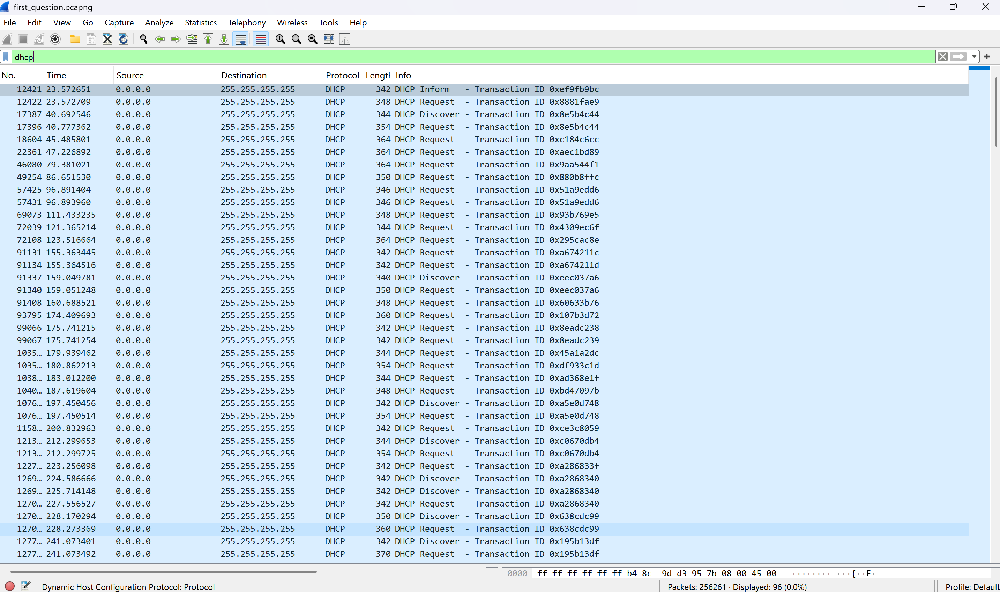 first_question.pcapng
File Edit View Go Capture Analyze Statistics Telephony Wireless Tools Help
dhcp
No. Time Source Destination Protocol Length Info
12421 23.572651 0.0.0.0 255.255.255.255 DHCP 342 DHCP Inform - Transaction ID 0xef9fb9bc
12422 23.572709 0.0.0.0 255.255.255.255 DHCP 348 DHCP Request - Transaction ID 0x8881fae9
17387 40.692546 0.0.0.0 255.255.255.255 DHCP 344 DHCP Discover - Transaction ID 0x8e5b4c44
17396 40.777362 0.0.0.0 255.255.255.255 DHCP 354 DHCP Request - Transaction ID 0x8e5b4c44
18604 45.485801 0.0.0.0 255.255.255.255 DHCP 364 DHCP Request - Transaction ID 0xc184c6cc
22361 47.226892 0.0.0.0 255.255.255.255 DHCP 364 DHCP Request - Transaction ID 0xaec1bd89
46080 79.381021 0.0.0.0 255.255.255.255 DHCP 364 DHCP Request - Transaction ID 0x9aa544f1
49254 86.651530 0.0.0.0 255.255.255.255 DHCP 350 DHCP Request - Transaction ID 0x880b8ffc
57425 96.891404 0.0.0.0 255.255.255.255 DHCP 346 DHCP Request - Transaction ID 0x51a9edd6
57431 96.893960 0.0.0.0 255.255.255.255 DHCP 346 DHCP Request - Transaction ID 0x51a9edd6
69073 111.433235 0.0.0.0 255.255.255.255 DHCP 348 DHCP Request - Transaction ID 0x93b769e5
72039 121.365214 0.0.0.0 255.255.255.255 DHCP 344 DHCP Request - Transaction ID 0x4309ec6f
72108 123.516664 0.0.0.0 255.255.255.255 DHCP 364 DHCP Request - Transaction ID 0x295cac8e
91131 155.363445 0.0.0.0 255.255.255.255 DHCP 342 DHCP Request - Transaction ID 0xa674211c
91134 155.364516 0.0.0.0 255.255.255.255 DHCP 342 DHCP Request - Transaction ID 0xa674211d
91337 159.049781 0.0.0.0 255.255.255.255 DHCP 340 DHCP Discover - Transaction ID 0xeec037a6
91340 159.051248 0.0.0.0 255.255.255.255 DHCP 350 DHCP Request - Transaction ID 0xeec037a6
91408 160.688521 0.0.0.0 255.255.255.255 DHCP 348 DHCP Request - Transaction ID 0x60633b76
93795 174.409693 0.0.0.0 255.255.255.255 DHCP 360 DHCP Request - Transaction ID 0x107b3d72
99066 175.741215 0.0.0.0 255.255.255.255 DHCP 342 DHCP Request - Transaction ID 0x8eadc238
99067 175.741254 0.0.0.0 255.255.255.255 DHCP 342 DHCP Request - Transaction ID 0x8eadc239
1035… 179.939462 0.0.0.0 255.255.255.255 DHCP 344 DHCP Request - Transaction ID 0x45a1a2dc
1035… 180.862213 0.0.0.0 255.255.255.255 DHCP 354 DHCP Request - Transaction ID 0xdf933c1d
1038… 183.012200 0.0.0.0 255.255.255.255 DHCP 344 DHCP Request - Transaction ID 0xad368e1f
1040… 187.619604 0.0.0.0 255.255.255.255 DHCP 348 DHCP Request - Transaction ID 0xbd47097b
1076… 197.450456 0.0.0.0 255.255.255.255 DHCP 342 DHCP Discover - Transaction ID 0xa5e0d748
1076… 197.450514 0.0.0.0 255.255.255.255 DHCP 354 DHCP Request - Transaction ID 0xa5e0d748
1158… 200.832963 0.0.0.0 255.255.255.255 DHCP 342 DHCP Request - Transaction ID 0xce3c8059
1213… 212.299653 0.0.0.0 255.255.255.255 DHCP 344 DHCP Discover - Transaction ID 0xc0670db4
1213… 212.299725 0.0.0.0 255.255.255.255 DHCP 354 DHCP Request - Transaction ID 0xc0670db4
1227… 223.256098 0.0.0.0 255.255.255.255 DHCP 342 DHCP Request - Transaction ID 0xa286833f
1269… 224.586666 0.0.0.0 255.255.255.255 DHCP 342 DHCP Discover - Transaction ID 0xa2868340
1269… 225.714148 0.0.0.0 255.255.255.255 DHCP 342 DHCP Discover - Transaction ID 0xa2868340
1270… 227.556527 0.0.0.0 255.255.255.255 DHCP 342 DHCP Request - Transaction ID 0xa2868340
1270… 228.170294 0.0.0.0 255.255.255.255 DHCP 350 DHCP Discover - Transaction ID 0x638cdc99
1270… 228.273369 0.0.0.0 255.255.255.255 DHCP 360 DHCP Request - Transaction ID 0x638cdc99
1277… 241.073401 0.0.0.0 255.255.255.255 DHCP 342 DHCP Discover - Transaction ID 0x195b13df
1277… 241.073492 0.0.0.0 255.255.255.255 DHCP 370 DHCP Request - Transaction ID 0x195b13df
0000 ff ff ff ff ff ff b4 8c 9d d3 95 7b 08 00 45 00 ········ ···{··E·
Dynamic Host Configuration Protocol: Protocol Packets: 256261 · Displayed: 96 (0.0%) Profile: Default